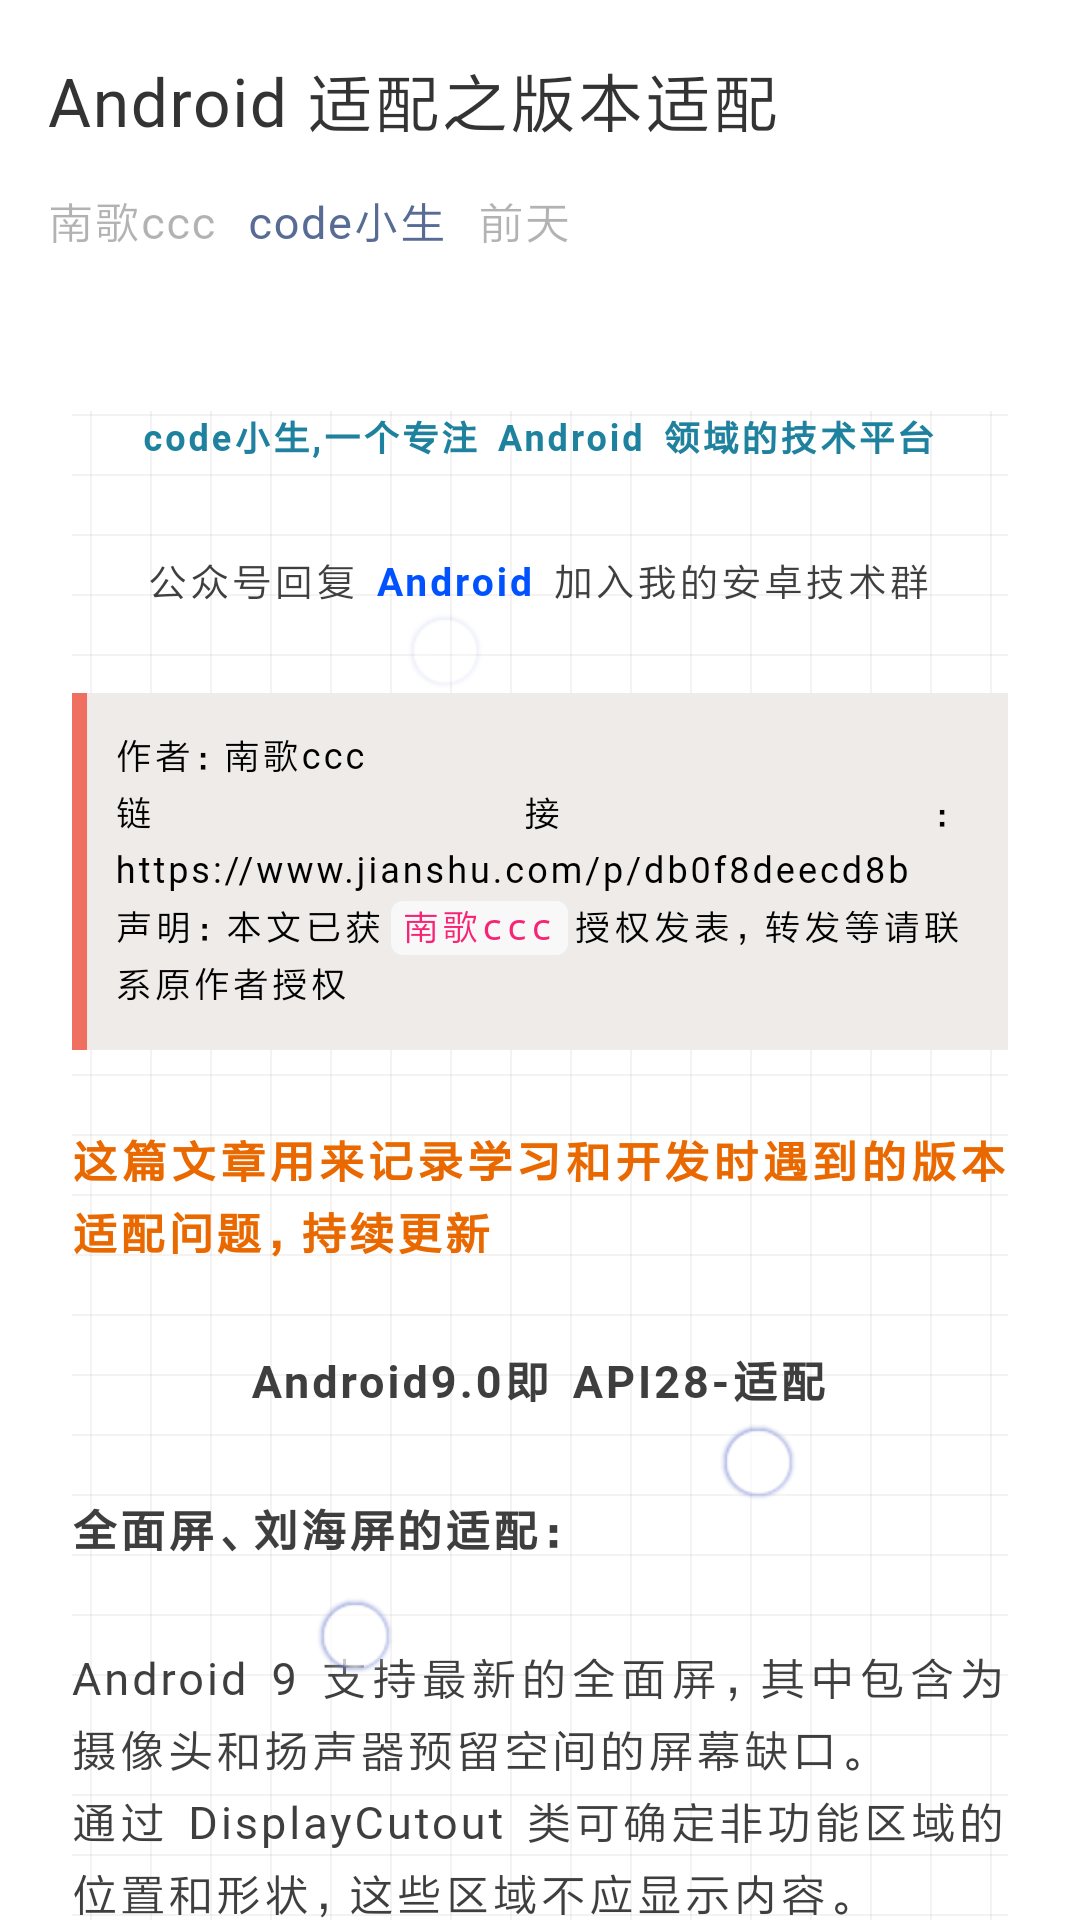 Android 适配之版本适配
南歌ccc code小生 前天
code小生,一个专注 Android 领域的技术平台
公众号回复 Android 加入我的安卓技术群
作者：南歌ccc
链接：
https://www.jianshu.com/p/db0f8deecd8b
声明：本文已获 南歌ccc 授权发表，转发等请联
系原作者授权
这篇文章用来记录学习和开发时遇到的版本
适配问题，持续更新
Android9.0即 API28-适配
全面屏、刘海屏的适配：
Android 9 支持最新的全面屏，其中包含为
摄像头和扬声器预留空间的屏幕缺口。
通过 DisplayCutout 类可确定非功能区域的
位置和形状，这些区域不应显示内容。